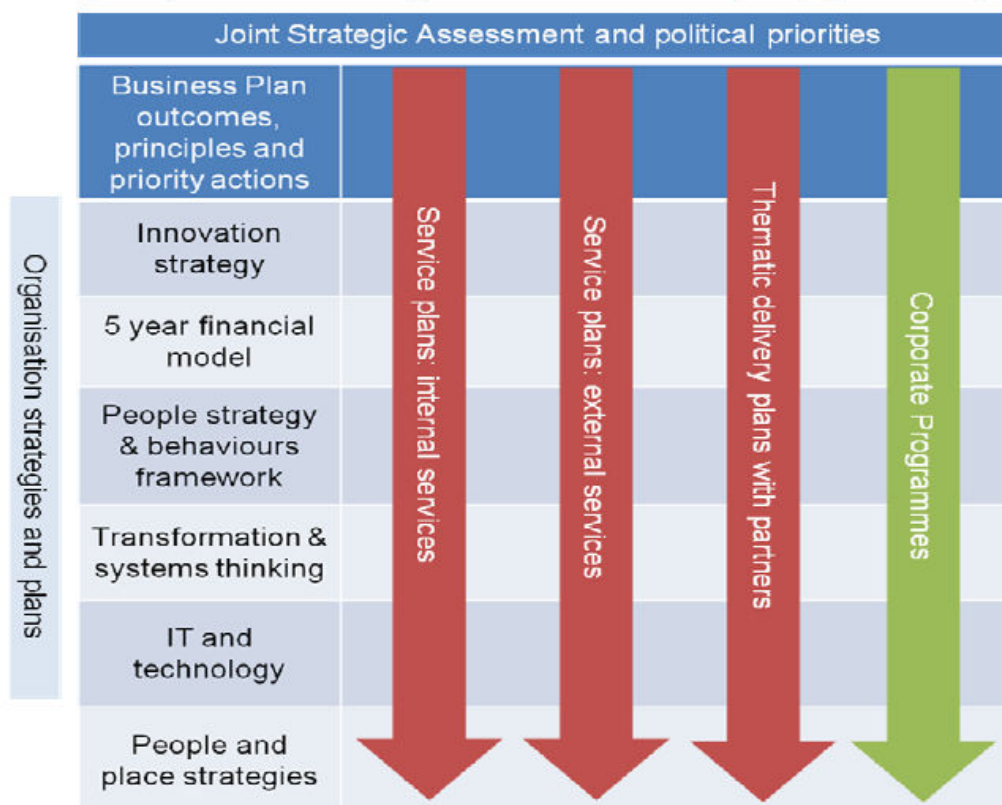 Joint Strategic Assessment and political priorities
Business Plan
outcomes,
principles and
priority actions
Organisation strategies and plans
Innovation
strategy
5 year financial
model
People strategy
& behaviours
framework
Transformation &
systems thinking
IT and
technology
People and
place strategies
Service plans: internal services
Service plans: external services
Thematic delivery plans with partners
Corporate Programmes